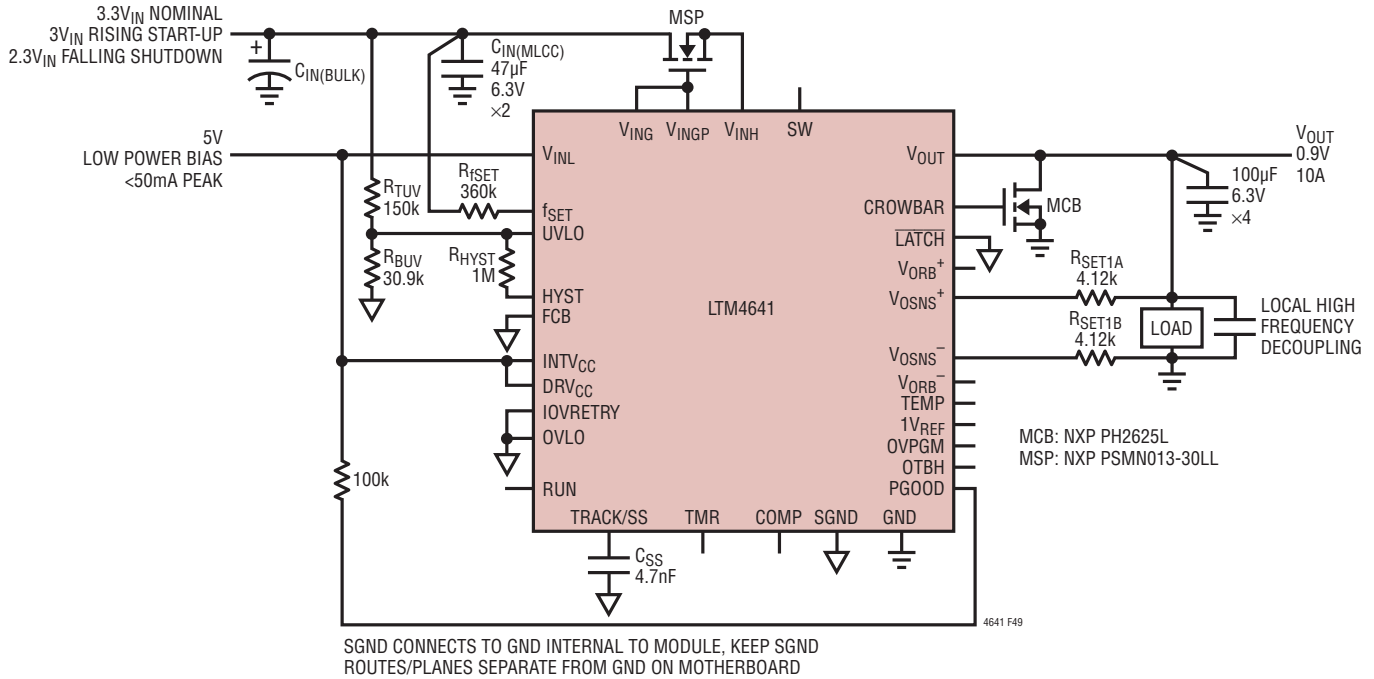 3.3VIN NOMINAL
3VIN RISING START-UP
2.3VIN FALLING SHUTDOWN
+
CIN(BULK)
CIN(MLCC)
47µF
6.3V
×2
MSP
5V
LOW POWER BIAS
<50mA PEAK
RTUV
150k
RfSET
360k
RBUV
30.9k
RHYST
1M
100k
VING
VINGP
VINH
SW
VINL
fSET
UVLO
HYST
FCB
INTVCC
DRVCC
IOVRETRY
OVLO
RUN
LTM4641
TRACK/SS
TMR
COMP
SGND
GND
CSS
4.7nF
VOUT
CROWBAR
LATCH
VORB+
VOSNS+
VOSNS–
VORB–
TEMP
1VREF
OVPGM
OTBH
PGOOD
MCB
VOUT
0.9V
10A
100µF
6.3V
×4
RSET1A
4.12k
RSET1B
4.12k
LOAD
LOCAL HIGH
FREQUENCY
DECOUPLING
MCB: NXP PH2625L
MSP: NXP PSMN013-30LL
4641 F49
SGND CONNECTS TO GND INTERNAL TO MODULE, KEEP SGND
ROUTES/PLANES SEPARATE FROM GND ON MOTHERBOARD